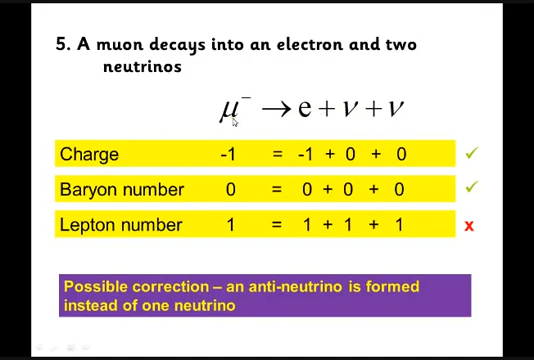 5. A muon decays into an electron and two
neutrinos
μ⁻ → e + ν + ν
Charge -1 = -1 + 0 + 0 ✓
Baryon number 0 = 0 + 0 + 0 ✓
Lepton number 1 = 1 + 1 + 1 x
Possible correction – an anti-neutrino is formed
instead of one neutrino